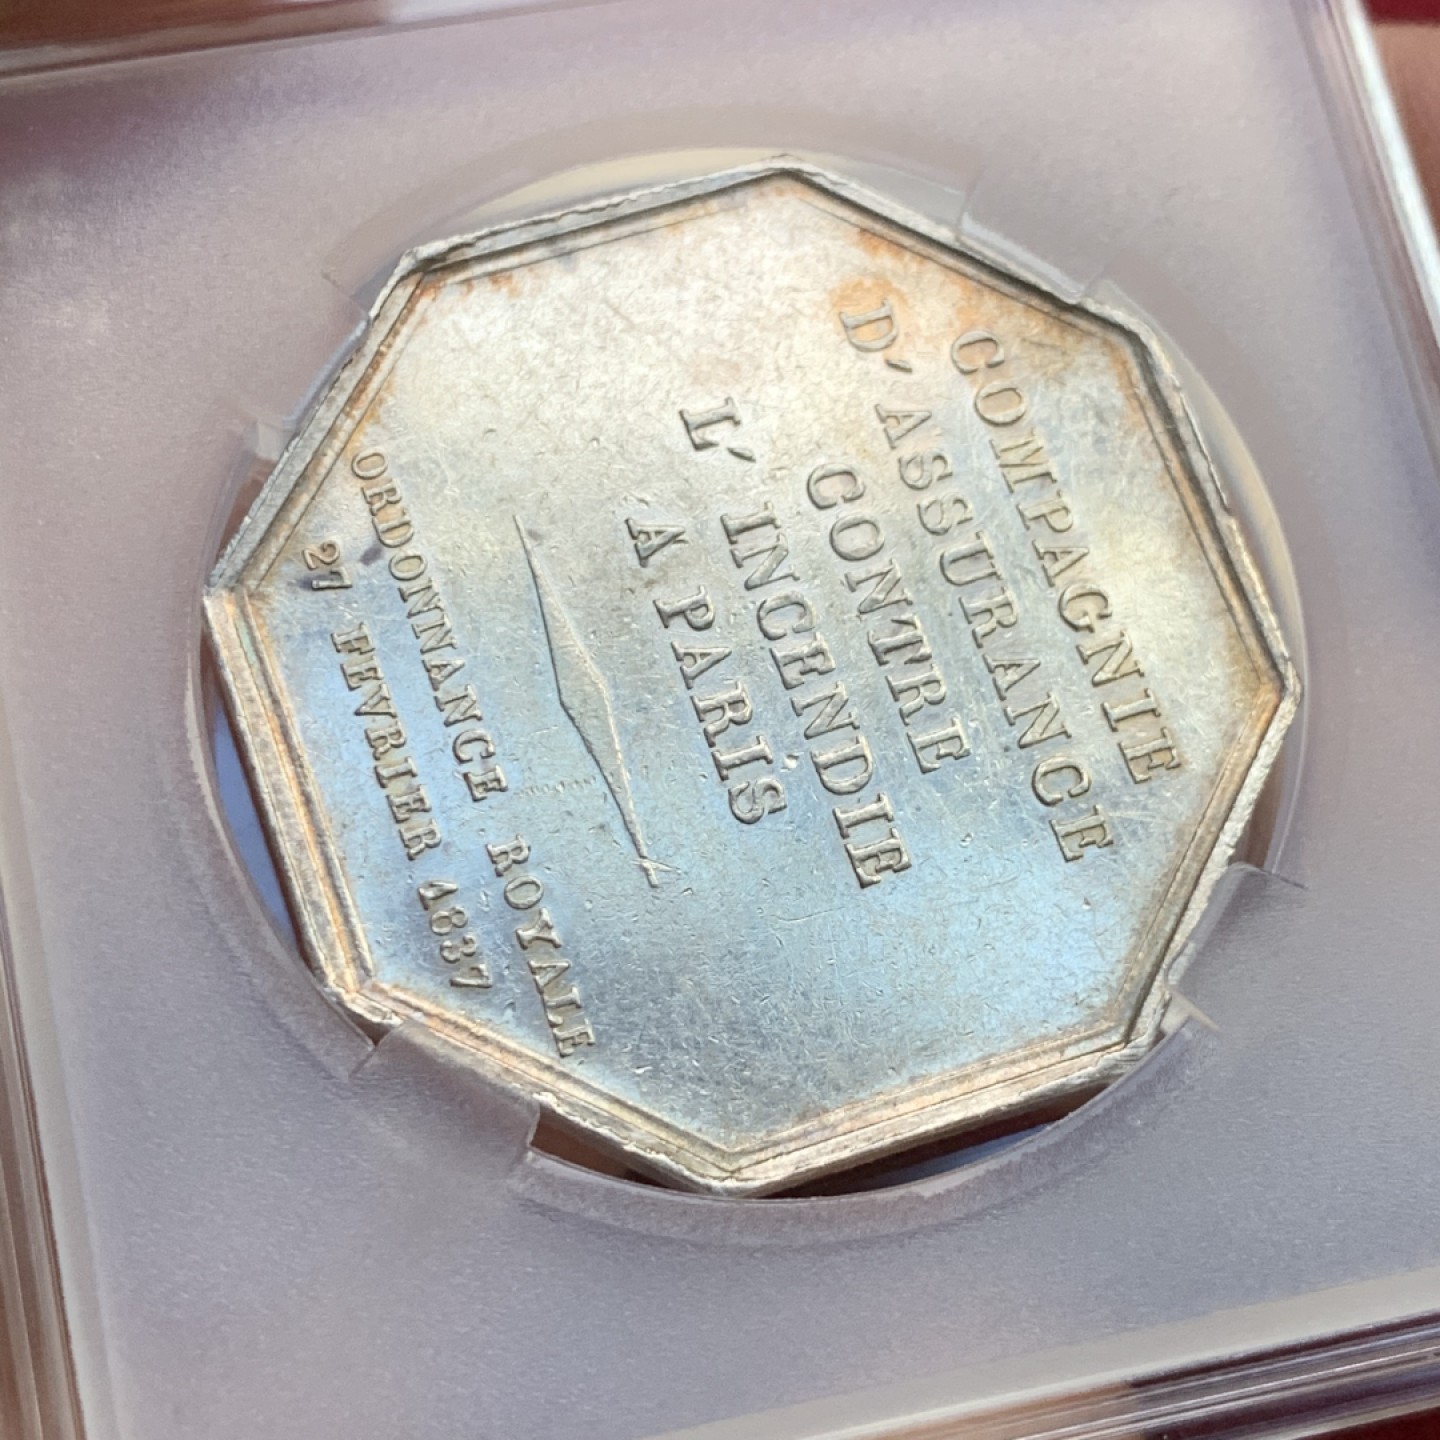 COMPAGNIE
D'ASSURANCE
CONTRE
L'INCENDIE
A PARIS
ORDONNANCE ROYALE
27 FEVRIER 1837